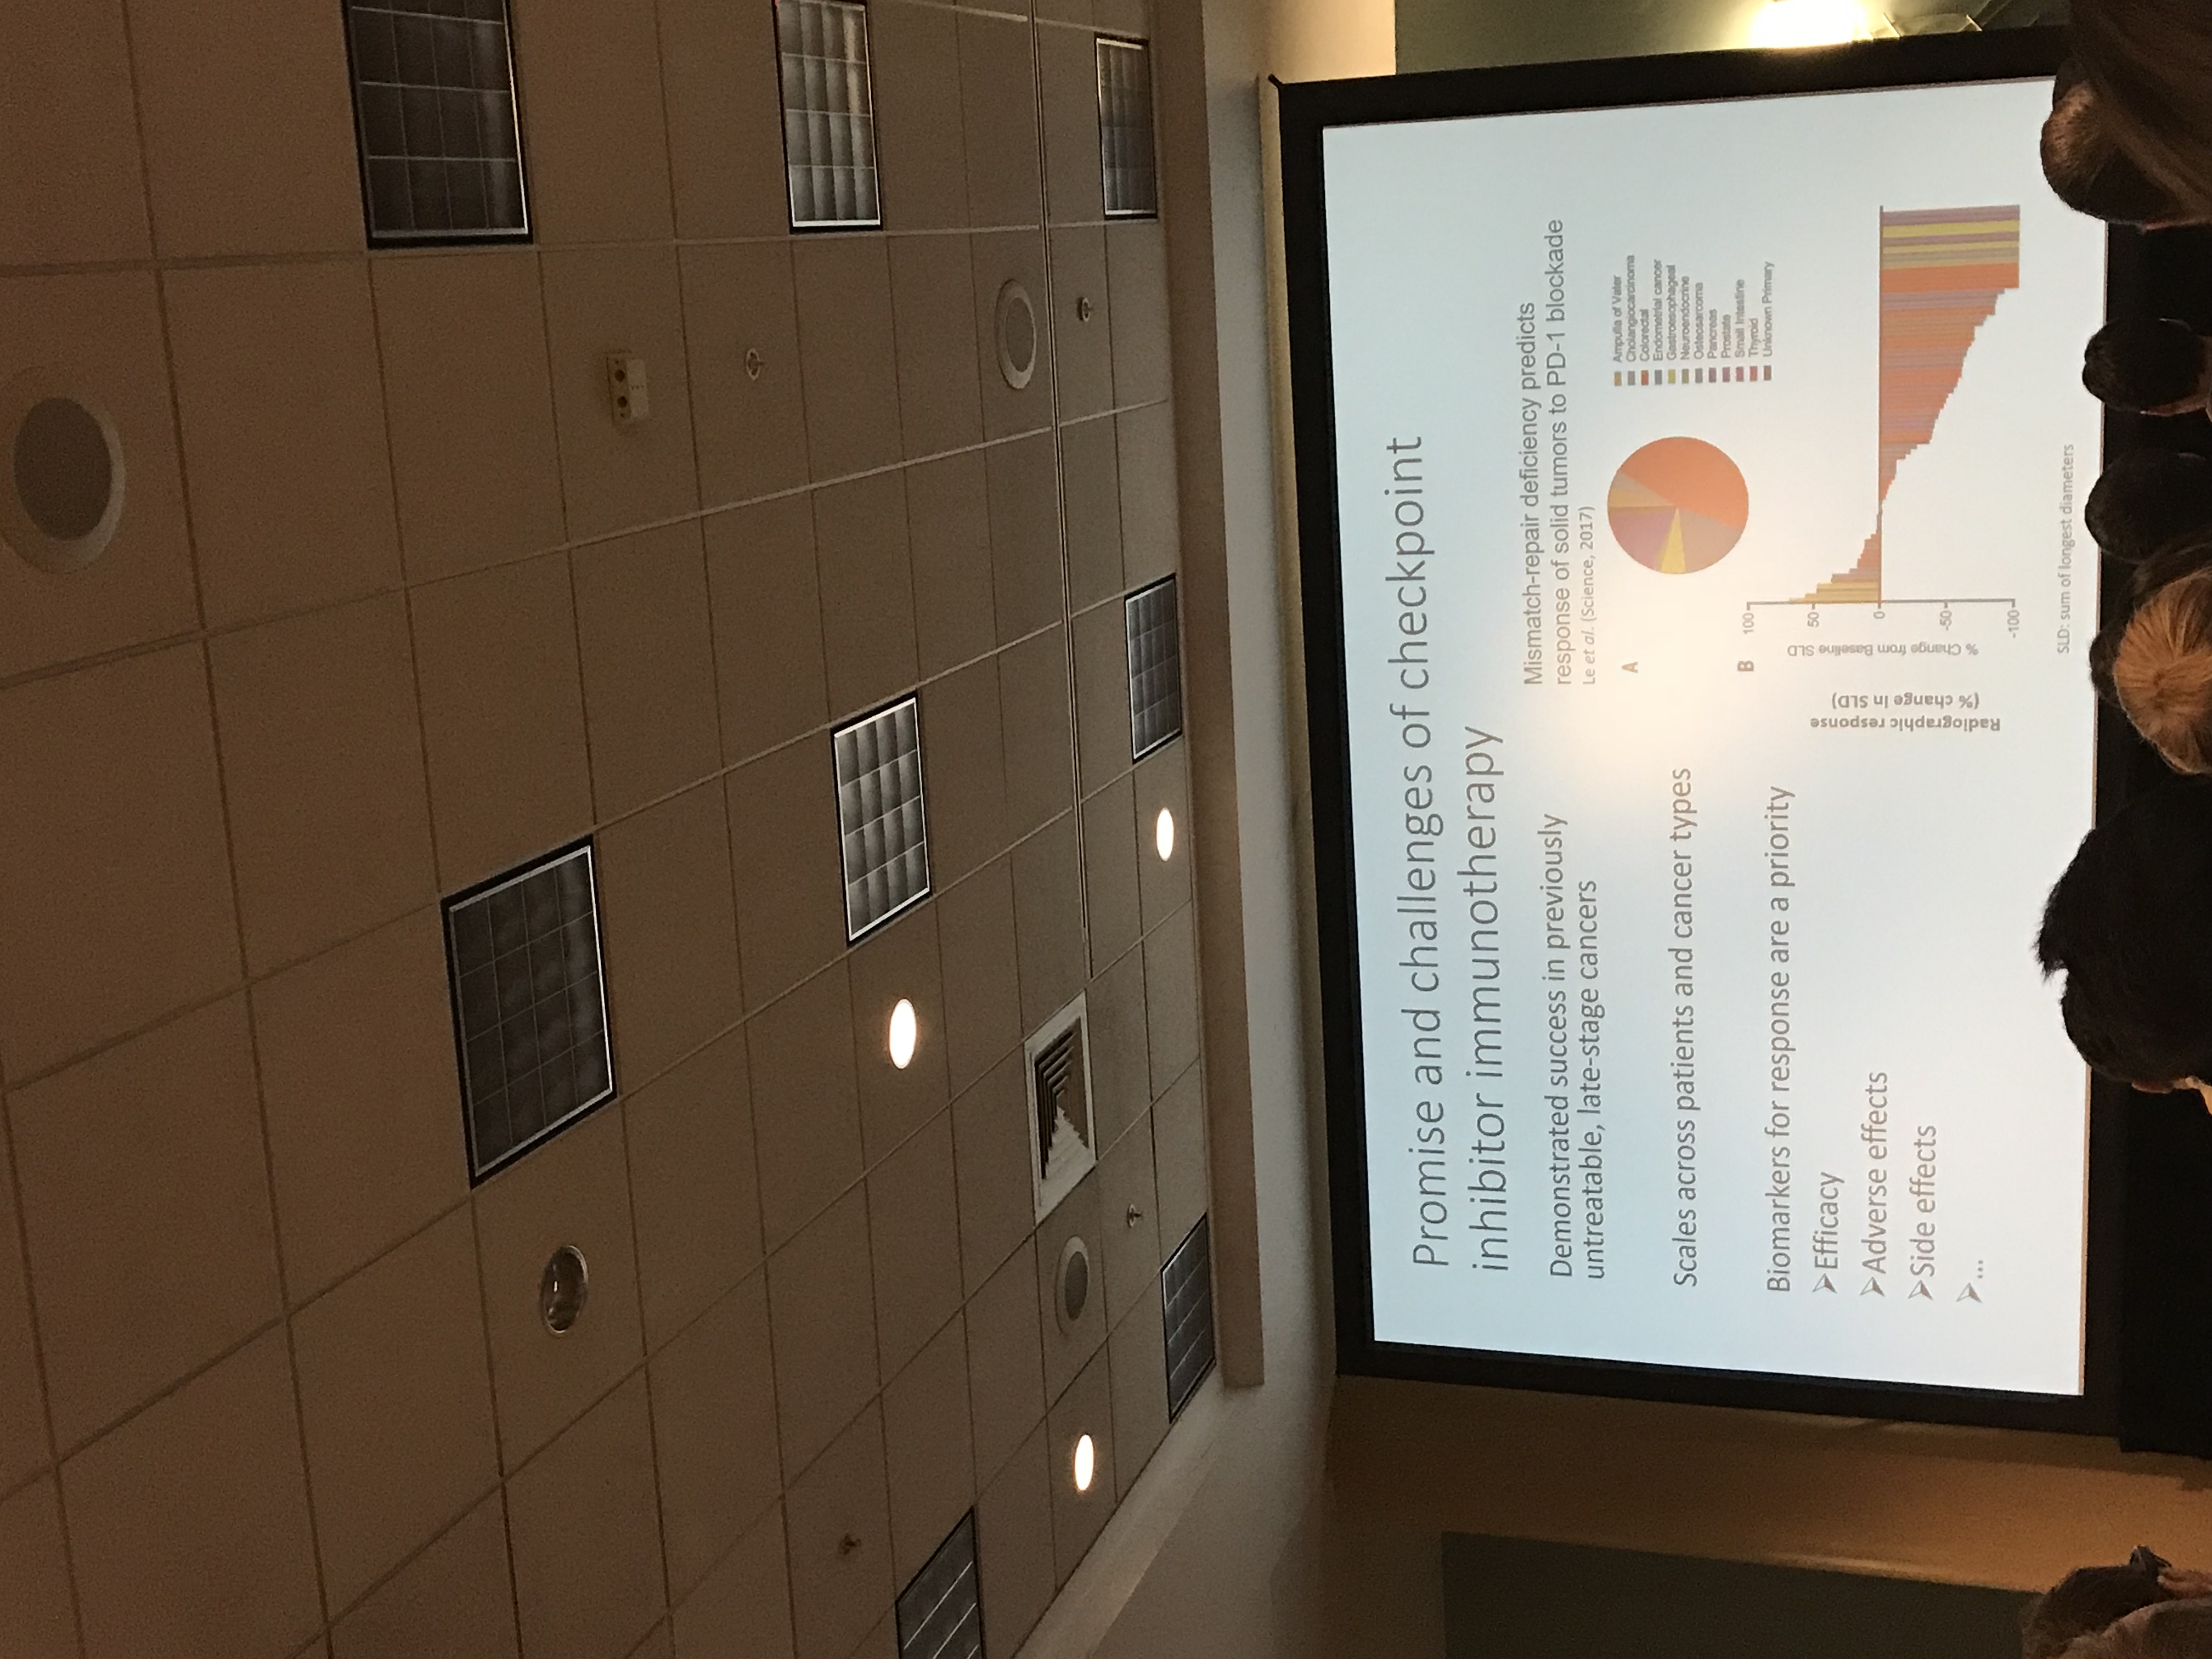 Promise and challenges of checkpoint
inhibitor immunotherapy
Demonstrated success in previously
untreatable, late-stage cancers
Scales across patients and cancer types
Biomarkers for response are a priority
➢Efficacy
➢Adverse effects
➢Side effects
➢...
Mismatch-repair deficiency predicts
response of solid tumors to PD-1 blockade
Le et al. (Science, 2017)
A
Ampulla of Vater
Cholangiocarcinoma
Colorectal
Endometrial cancer
Gastroesophageal
Neuroendocrine
Osteosarcoma
Pancreas
Prostate
Small Intestine
Thyroid
Unknown Primary
B
Radiographic response
(% change in SLD)
% Change from Baseline SLD
100
50
0
-50
-100
SLD: sum of longest diameters